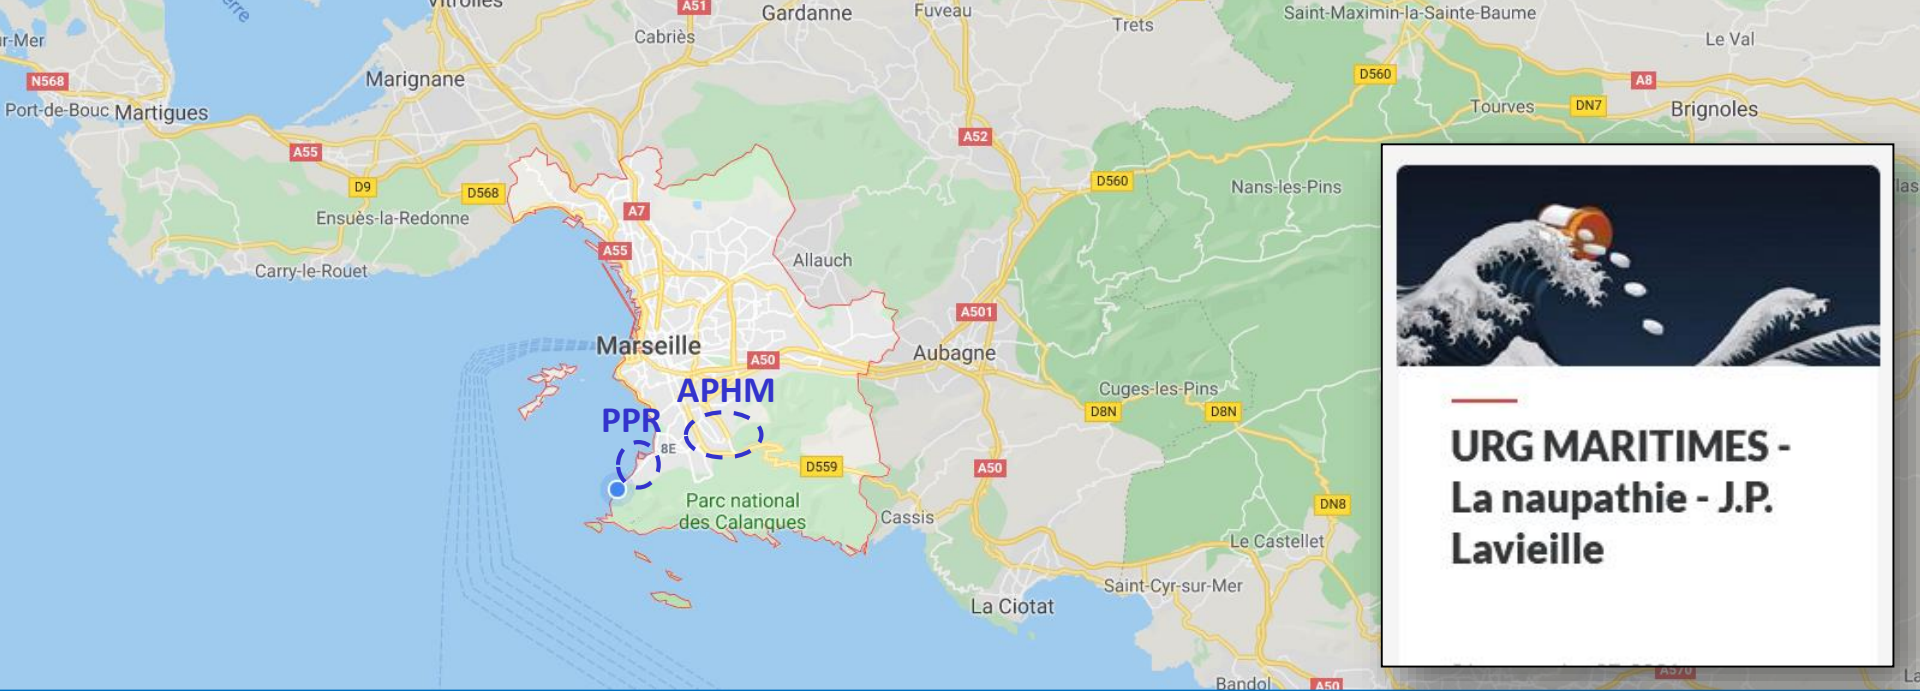 Vitrolles
A51
Gardanne
Fuveau
Trets
Saint-Maximin-la-Sainte-Baume
Le Val
Cabriès
N568
Marignane
D560
A8
Port-de-Bouc
Martigues
Tourves
DN7
Brignoles
A52
A55
D9
D568
D560
Nans-les-Pins
Ensuès-la-Redonne
A7
A55
Allauch
Carry-le-Rouet
A501
Marseille
A50
Aubagne
APHM
Cuges-les-Pins
PPR
D8N
D8N
8E
D559
A50
Parc national
des Calanques
Cassis
DN8
Le Castellet
Saint-Cyr-sur-Mer
La Ciotat
Bandol
A50
A570
URG MARITIMES -
La naupathie - J.P.
Lavieille